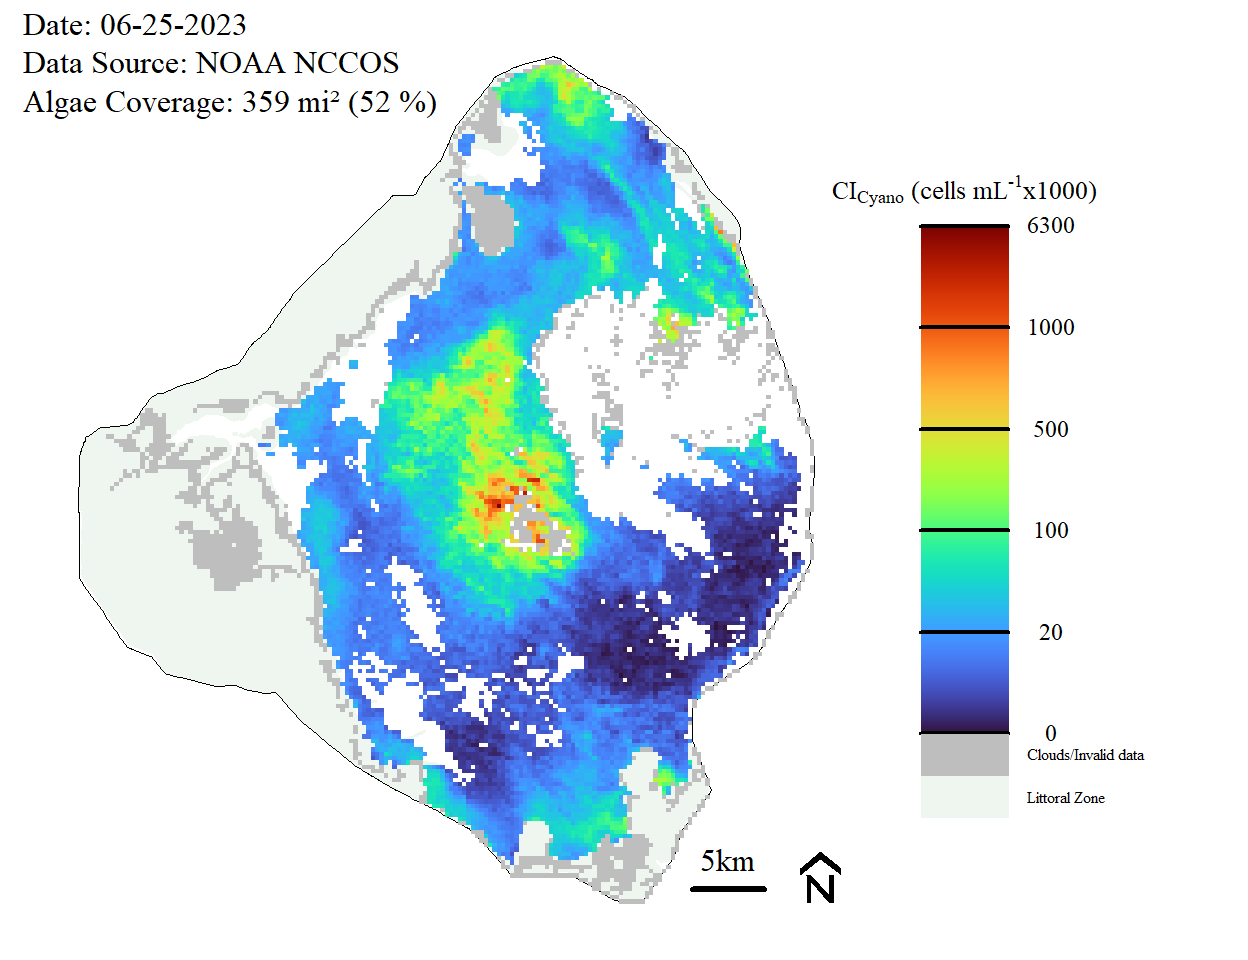 Date: 06-25-2023
Data Source: NOAA NCCOS
Algae Coverage: 359 mi² (52 %)
CICyano (cells mL-1x1000)
6300
1000
500
100
20
0
Clouds/Invalid data
Littoral Zone
5km
N